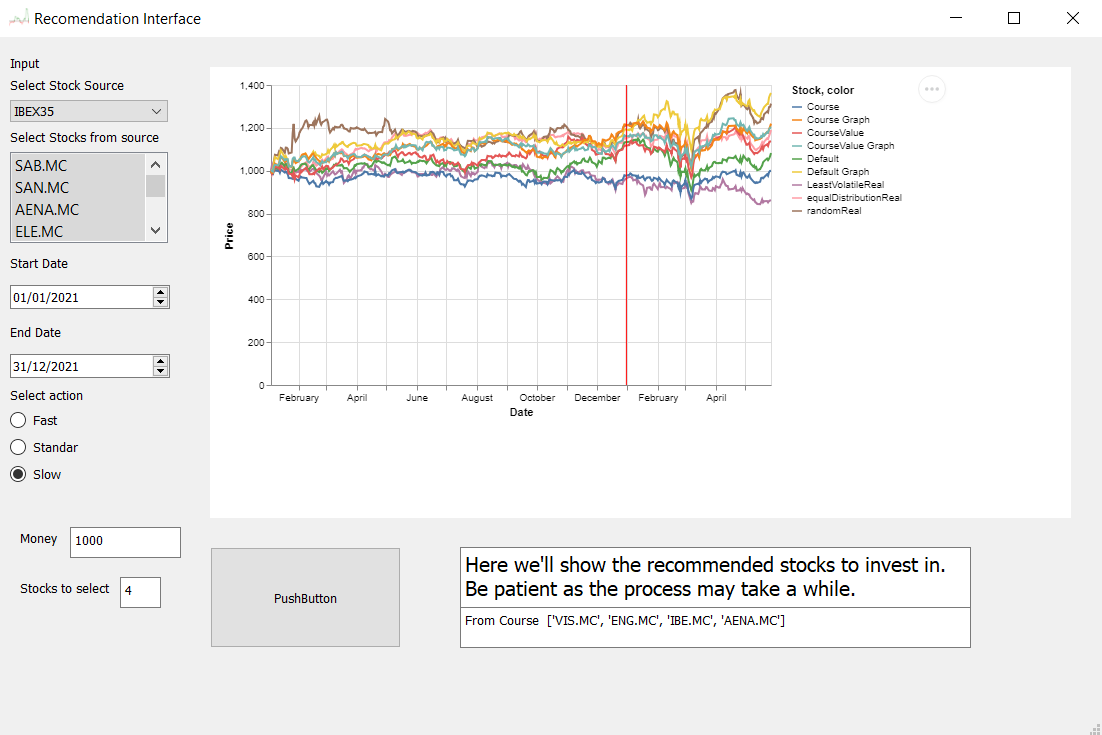 Recomendation Interface
Input
Select Stock Source
IBEX35
Select Stocks from source
SAB.MC
SAN.MC
AENA.MC
ELE.MC
Start Date
01/01/2021
End Date
31/12/2021
Select action
Fast
Standar
Slow
Money
1000
Stocks to select
4
1,400
1,200
1,000
800
600
400
200
0
Price
February April June August October December February April
Date
Stock, color
Course
Course Graph
CourseValue
CourseValue Graph
Default
Default Graph
LeastVolatileReal
equalDistributionReal
randomReal
PushButton
Here we'll show the recommended stocks to invest in.
Be patient as the process may take a while.
From Course ['VIS.MC', 'ENG.MC', 'IBE.MC', 'AENA.MC']